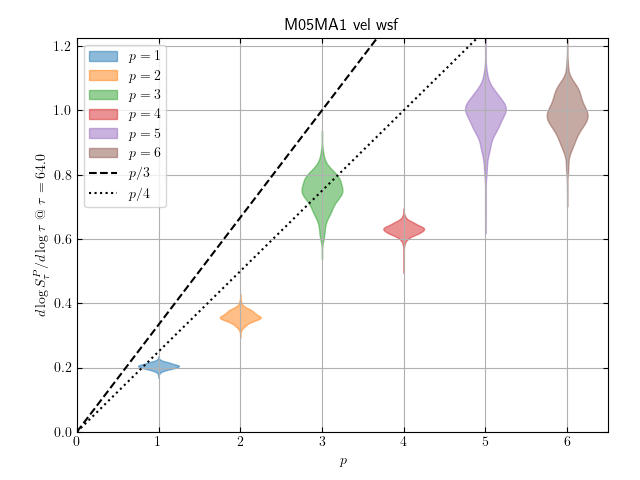 M05MA1 vel wsf
d log S_τ^P / d log τ @ τ = 64.0
1.2
1.0
0.8
0.6
0.4
0.2
0.0
p = 1
p = 2
p = 3
p = 4
p = 5
p = 6
p/3
p/4
0 1 2 3 4 5 6
p